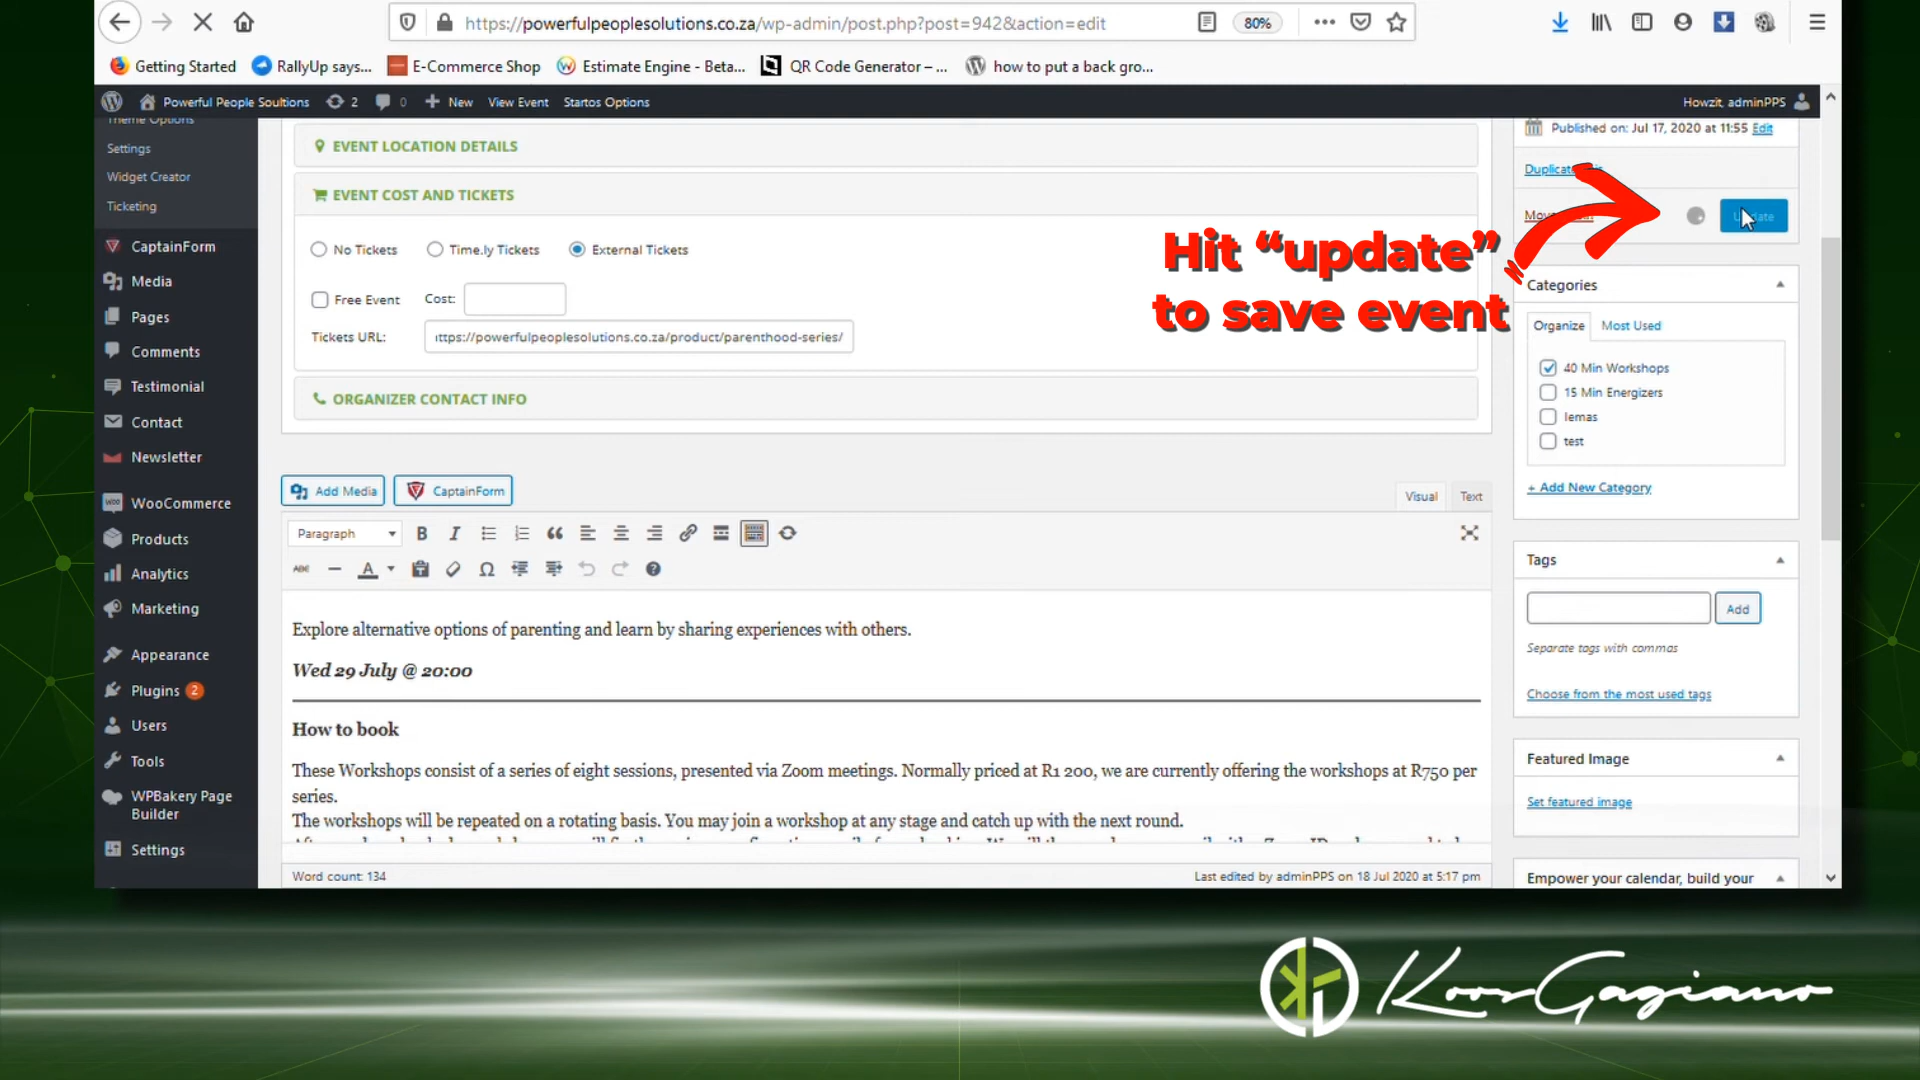 https://powerfulpeoplesolutions.co.za/wp-admin/post.php?post=942&action=edit
80%
Getting Started
RallyUp says...
E-Commerce Shop
Estimate Engine - Beta...
QR Code Generator – ...
how to put a back gro...
Powerful People Soultions
2
0
New
View Event
Startos Options
Howzit, adminPPS
Theme Options
Settings
Widget Creator
Ticketing
CaptainForm
Media
Pages
Comments
Testimonial
Contact
Newsletter
WooCommerce
Products
Analytics
Marketing
Appearance
Plugins 2
Users
Tools
WPBakery Page
Builder
Settings
EVENT LOCATION DETAILS
EVENT COST AND TICKETS
No Tickets
Time.ly Tickets
External Tickets
Free Event
Cost:
Tickets URL:
ttps://powerfulpeoplesolutions.co.za/product/parenthood-series/
ORGANIZER CONTACT INFO
Add Media
CaptainForm
Visual
Text
Paragraph
ABC
A
Explore alternative options of parenting and learn by sharing experiences with others.
Wed 29 July @ 20:00
How to book
These Workshops consist of a series of eight sessions, presented via Zoom meetings. Normally priced at R1 200, we are currently offering the workshops at R750 per
series.
The workshops will be repeated on a rotating basis. You may join a workshop at any stage and catch up with the next round.
Word count: 134
Last edited by adminPPS on 18 Jul 2020 at 5:17 pm
Published on: Jul 17, 2020 at 11:55 Edit
Duplicate
Move
Update
Hit “update”
to save event
Categories
Organize
Most Used
40 Min Workshops
15 Min Energizers
lemas
test
+ Add New Category
Tags
Add
Separate tags with commas
Choose from the most used tags
Featured Image
Set featured image
Empower your calendar, build your
Koos Gagiano